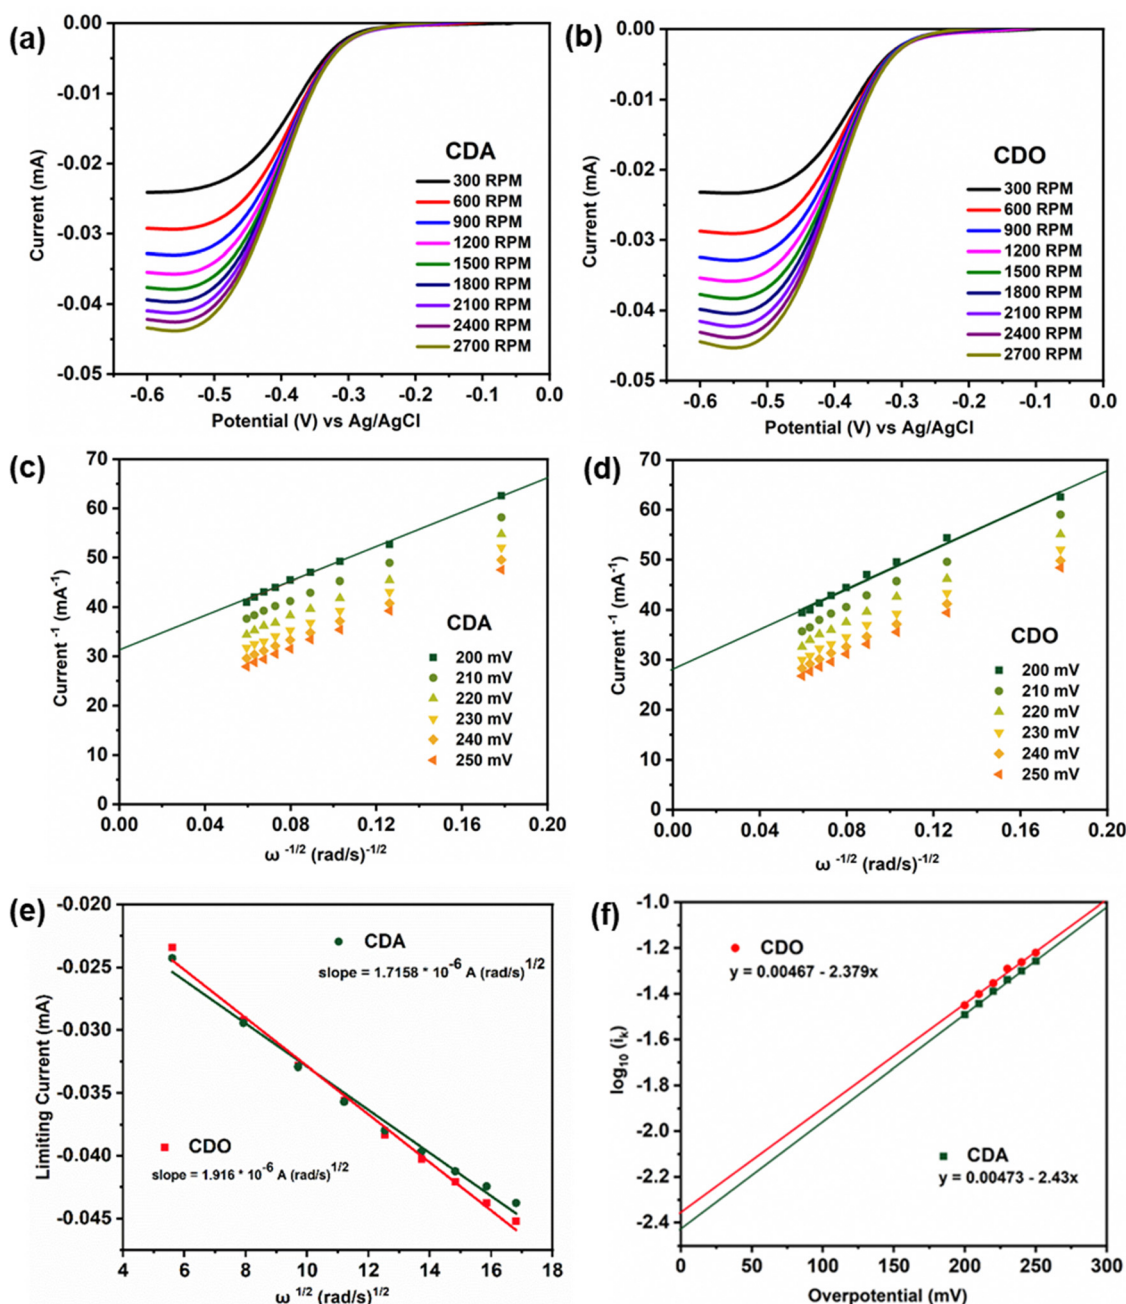 (a)
0.00
-0.01
-0.02
-0.03
-0.04
-0.05
Current (mA)
CDA
300 RPM
600 RPM
900 RPM
1200 RPM
1500 RPM
1800 RPM
2100 RPM
2400 RPM
2700 RPM
-0.6 -0.5 -0.4 -0.3 -0.2 -0.1 0.0
Potential (V) vs Ag/AgCl
(b)
0.00
-0.01
-0.02
-0.03
-0.04
-0.05
Current (mA)
CDO
300 RPM
600 RPM
900 RPM
1200 RPM
1500 RPM
1800 RPM
2100 RPM
2400 RPM
2700 RPM
-0.6 -0.5 -0.4 -0.3 -0.2 -0.1 0.0
Potential (V) vs Ag/AgCl
(c)
70
60
50
40
30
20
10
0
Current ⁻¹ (mA⁻¹)
CDA
200 mV
210 mV
220 mV
230 mV
240 mV
250 mV
0.00 0.04 0.08 0.12 0.16 0.20
ω ⁻¹/² (rad/s)⁻¹/²
(d)
70
60
50
40
30
20
10
0
Current ⁻¹ (mA⁻¹)
CDO
200 mV
210 mV
220 mV
230 mV
240 mV
250 mV
0.00 0.04 0.08 0.12 0.16 0.20
ω ⁻¹/² (rad/s)⁻¹/²
(e)
-0.020
-0.025
-0.030
-0.035
-0.040
-0.045
Limiting Current (mA)
CDA
slope = 1.7158 * 10⁻⁶ A (rad/s)¹/²
CDO
slope = 1.916 * 10⁻⁶ A (rad/s)¹/²
4 6 8 10 12 14 16 18
ω ¹/² (rad/s)¹/²
(f)
-1.0
-1.2
-1.4
-1.6
-1.8
-2.0
-2.2
-2.4
log₁₀ (iₖ)
CDO
y = 0.00467 - 2.379x
CDA
y = 0.00473 - 2.43x
0 50 100 150 200 250 300
Overpotential (mV)